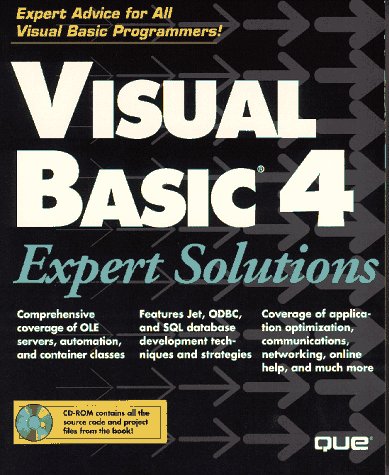 Expert Advice for All
Visual Basic Programmers!
VISUAL
BASIC® 4
Expert Solutions
Comprehensive
coverage of OLE
servers, automation,
and container classes
Features Jet, ODBC,
and SQL database
development tech-
niques and strategies
Coverage of applica-
tion optimization,
communications,
networking, online
help, and much more
CD-ROM contains all the
source code and project
files from the book!
QUE®